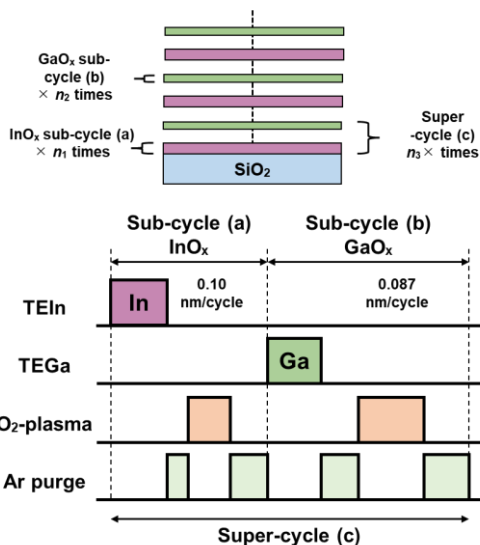 GaOₓ sub-
cycle (b)
× n₂ times
InOₓ sub-cycle (a)
× n₁ times
Super
-cycle (c)
n₃× times
SiO₂
Sub-cycle (a)
InOₓ
Sub-cycle (b)
GaOₓ
0.10
nm/cycle
0.087
nm/cycle
TEIn
In
TEGa
Ga
O₂-plasma
Ar purge
Super-cycle (c)